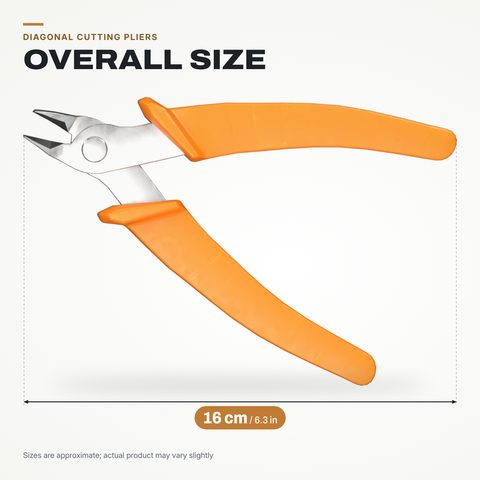 DIAGONAL CUTTING PLIERS
OVERALL SIZE
16 cm / 6.3 in
Sizes are approximate; actual product may vary slightly